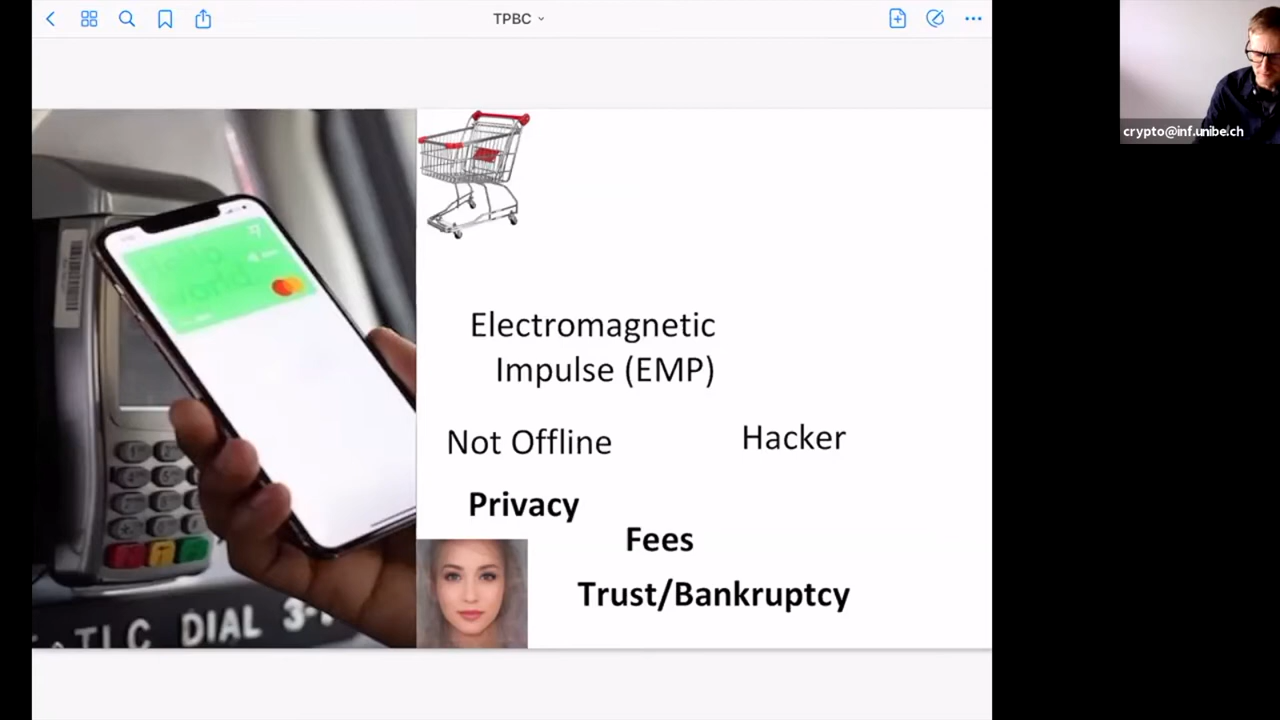 TPBC
crypto@inf.unibe.ch
Electromagnetic
Impulse (EMP)
Not Offline
Hacker
Privacy
Fees
Trust/Bankruptcy
DIAL 3-